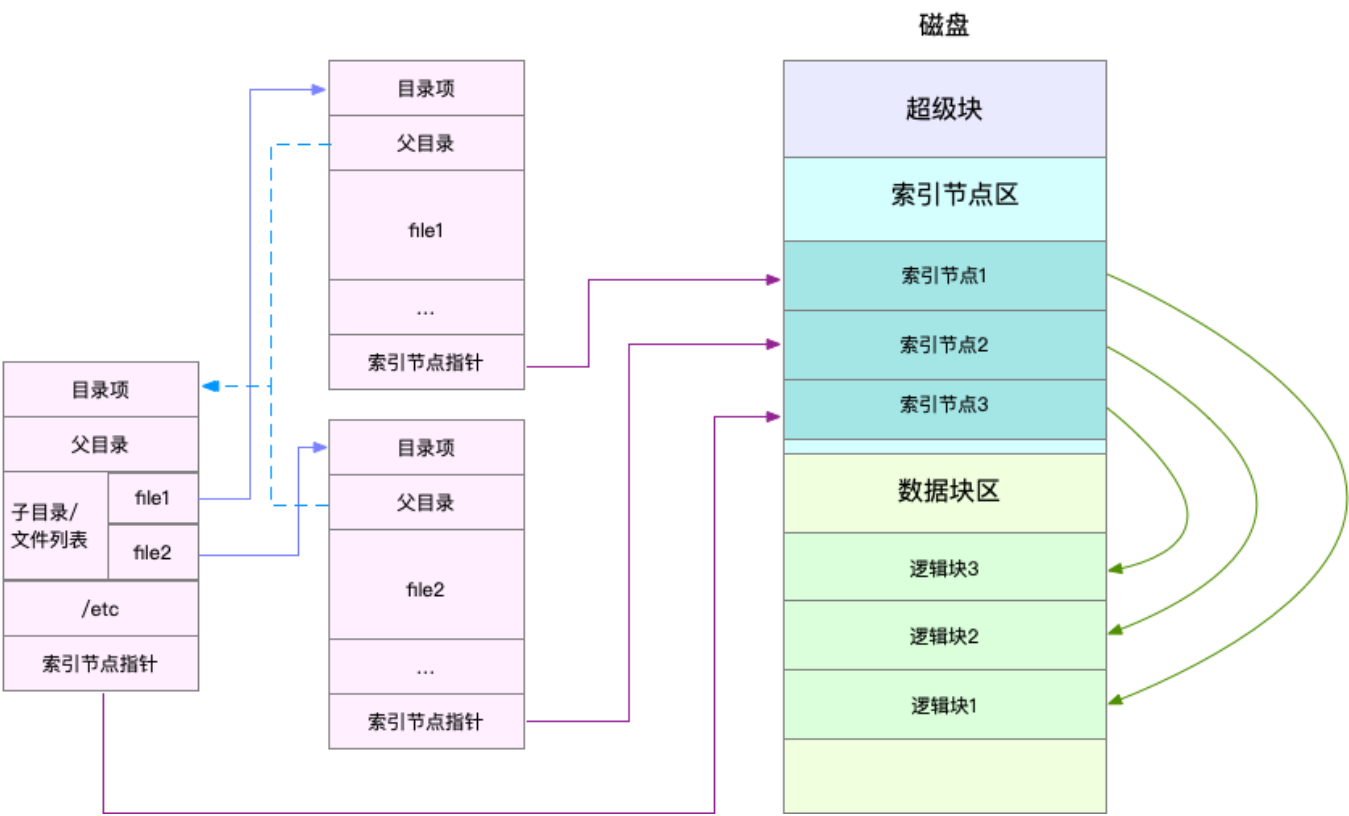 磁盘
目录项
父目录
file1
...
索引节点指针
目录项
父目录
子目录/
文件列表
file1
file2
/etc
索引节点指针
目录项
父目录
file2
...
索引节点指针
超级块
索引节点区
索引节点1
索引节点2
索引节点3
数据块区
逻辑块3
逻辑块2
逻辑块1